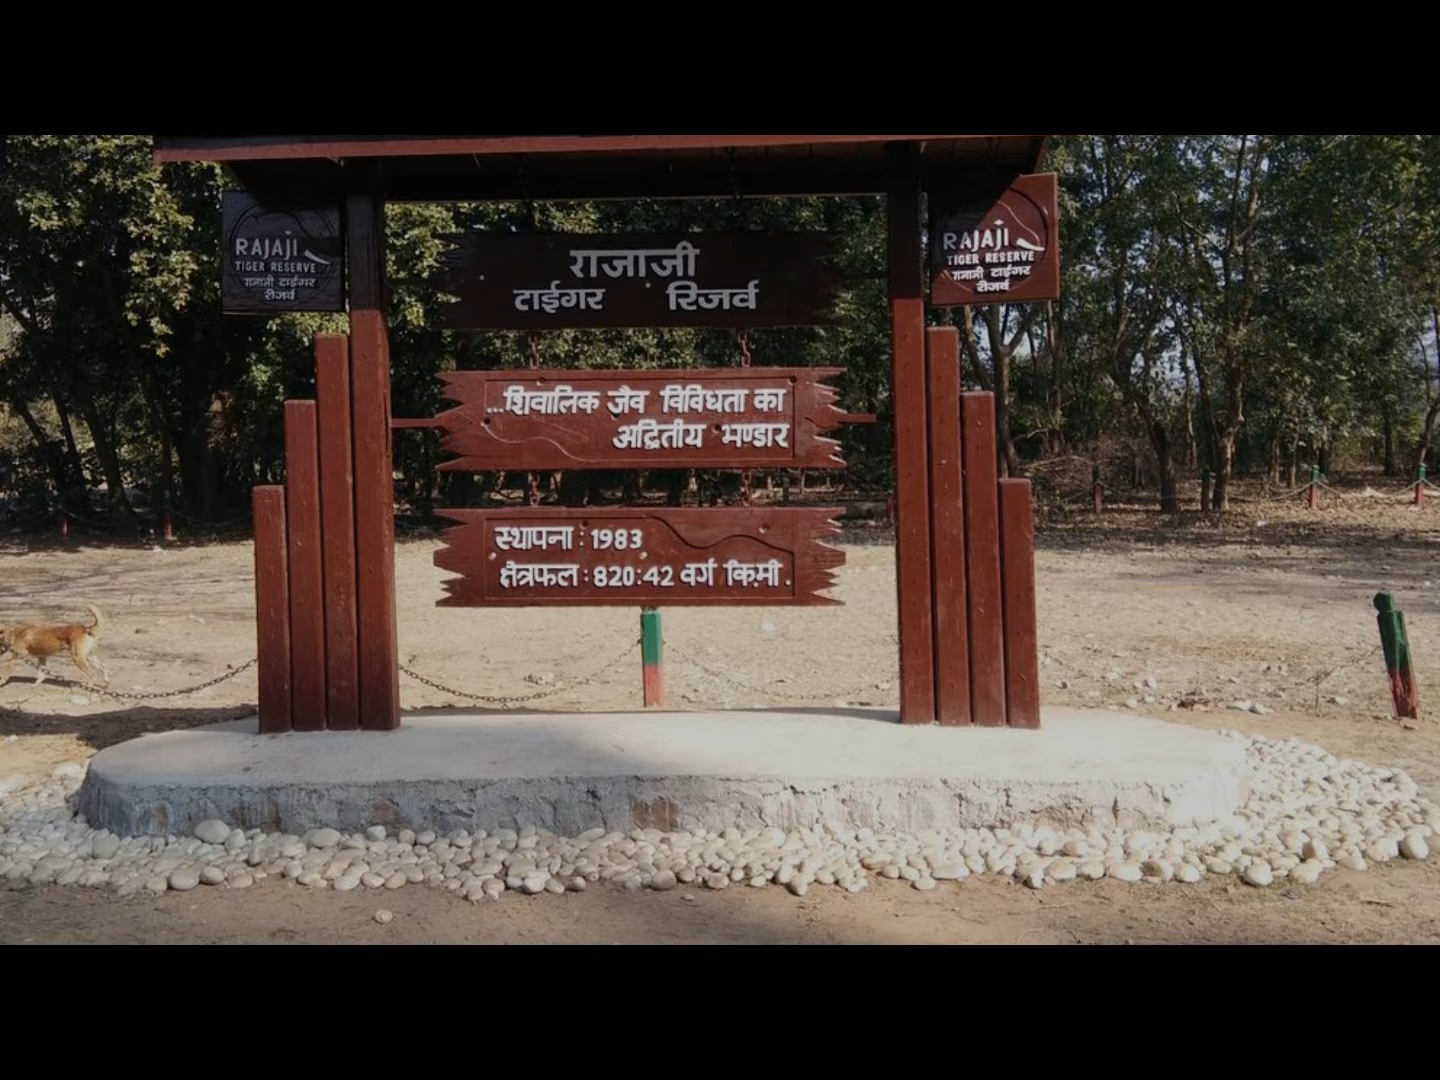 RAJAJI
TIGER RESERVE
राजाजी टाईगर
रीजर्व
राजाजी
टाईगर रिजर्व
RAJAJI
TIGER RESERVE
राजाजी टाईगर
रीजर्व
...शिवालिक जैव विविधता का
अद्वितीय भण्डार
स्थापना : 1983
क्षेत्रफल : 820:42 वर्ग कि.मी.